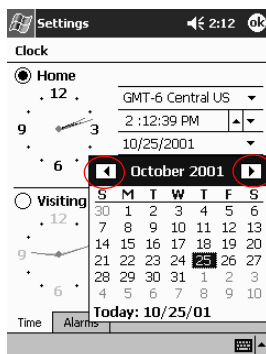 Settings 2:12 ok
Clock
Home
12
9
3
6
GMT-6 Central US
2 :12:39 PM
10/25/2001
October 2001
S M T W T F S
30 1 2 3 4 5 6
7 8 9 10 11 12 13
14 15 16 17 18 19 20
21 22 23 24 25 26 27
28 29 30 31 1 2 3
4 5 6 7 8 9 10
Today: 10/25/01
Visiting
12
9
6
Time Alarms